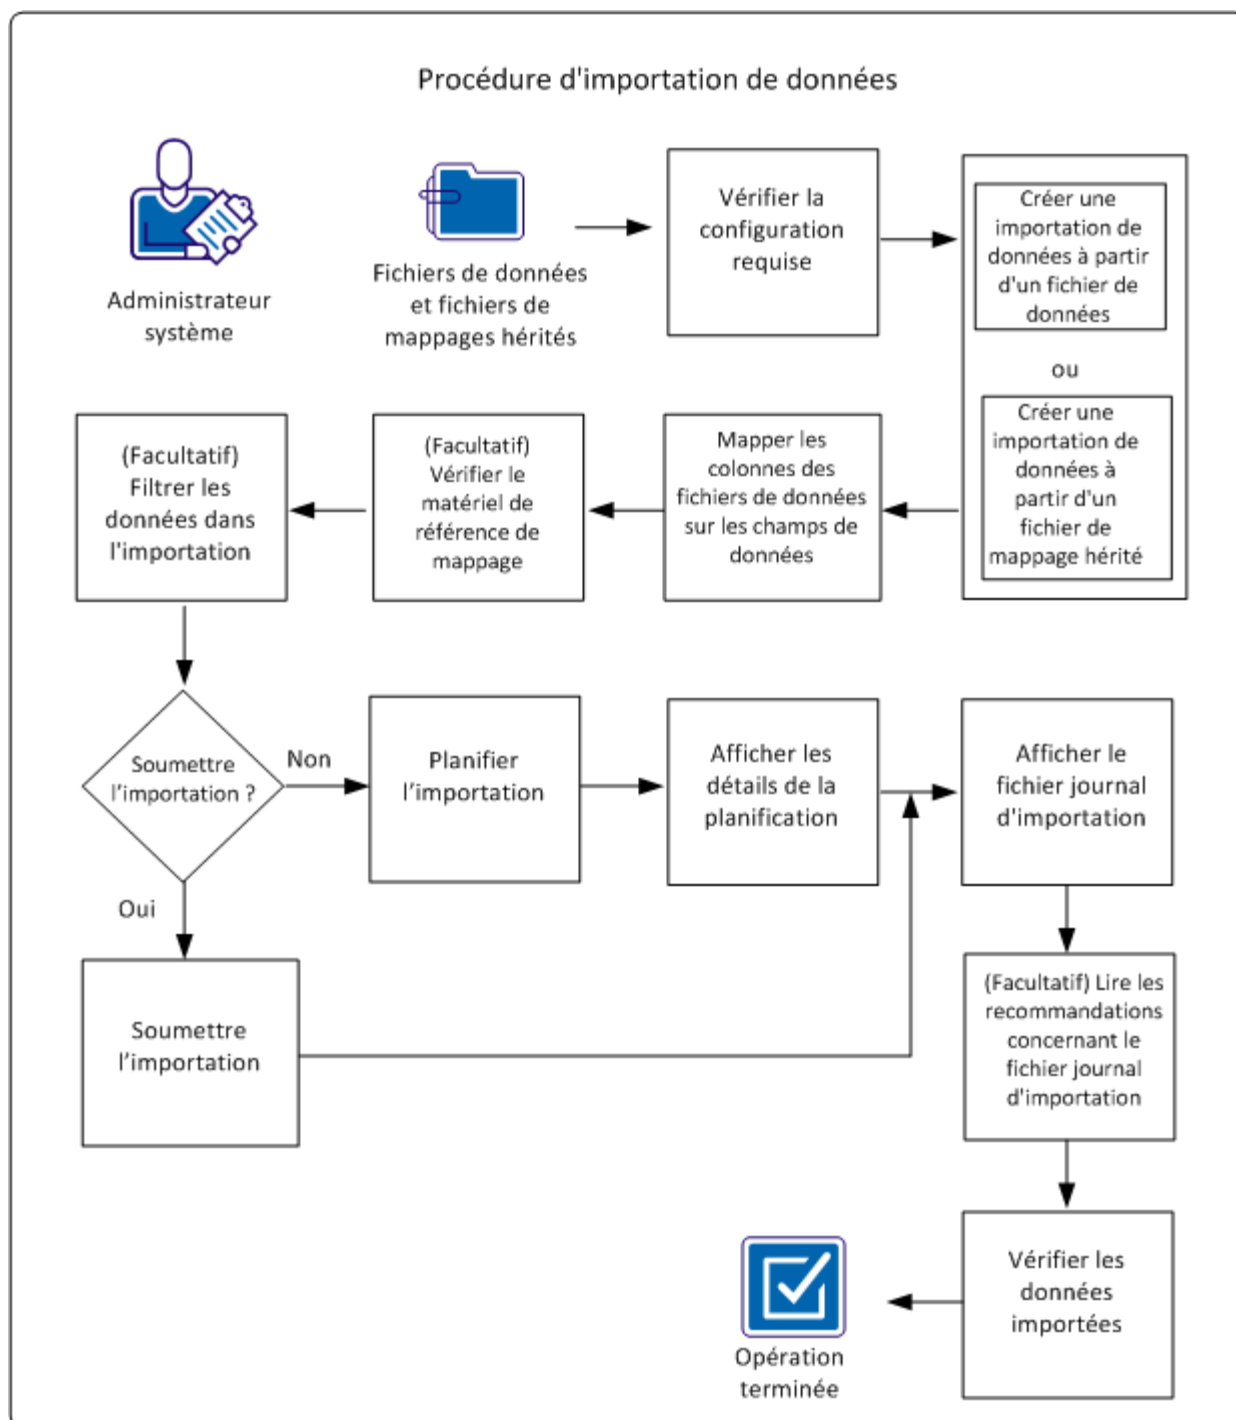 Procédure d'importation de données
Administrateur
système
Fichiers de données
et fichiers de
mappages hérités
Vérifier la
configuration
requise
Créer une
importation de
données à partir
d'un fichier de
données
ou
Créer une
importation de
données à
partir d'un
fichier de
mappage hérité
Mapper les
colonnes des
fichiers de données
sur les champs de
données
(Facultatif)
Vérifier le
matériel de
référence de
mappage
(Facultatif)
Filtrer les
données dans
l'importation
Soumettre
l’importation ?
Non
Planifier
l’importation
Afficher les
détails de la
planification
Afficher le
fichier journal
d'importation
Oui
Soumettre
l’importation
(Facultatif) Lire les
recommandations
concernant le
fichier journal
d'importation
Vérifier les
données
importées
Opération
terminée